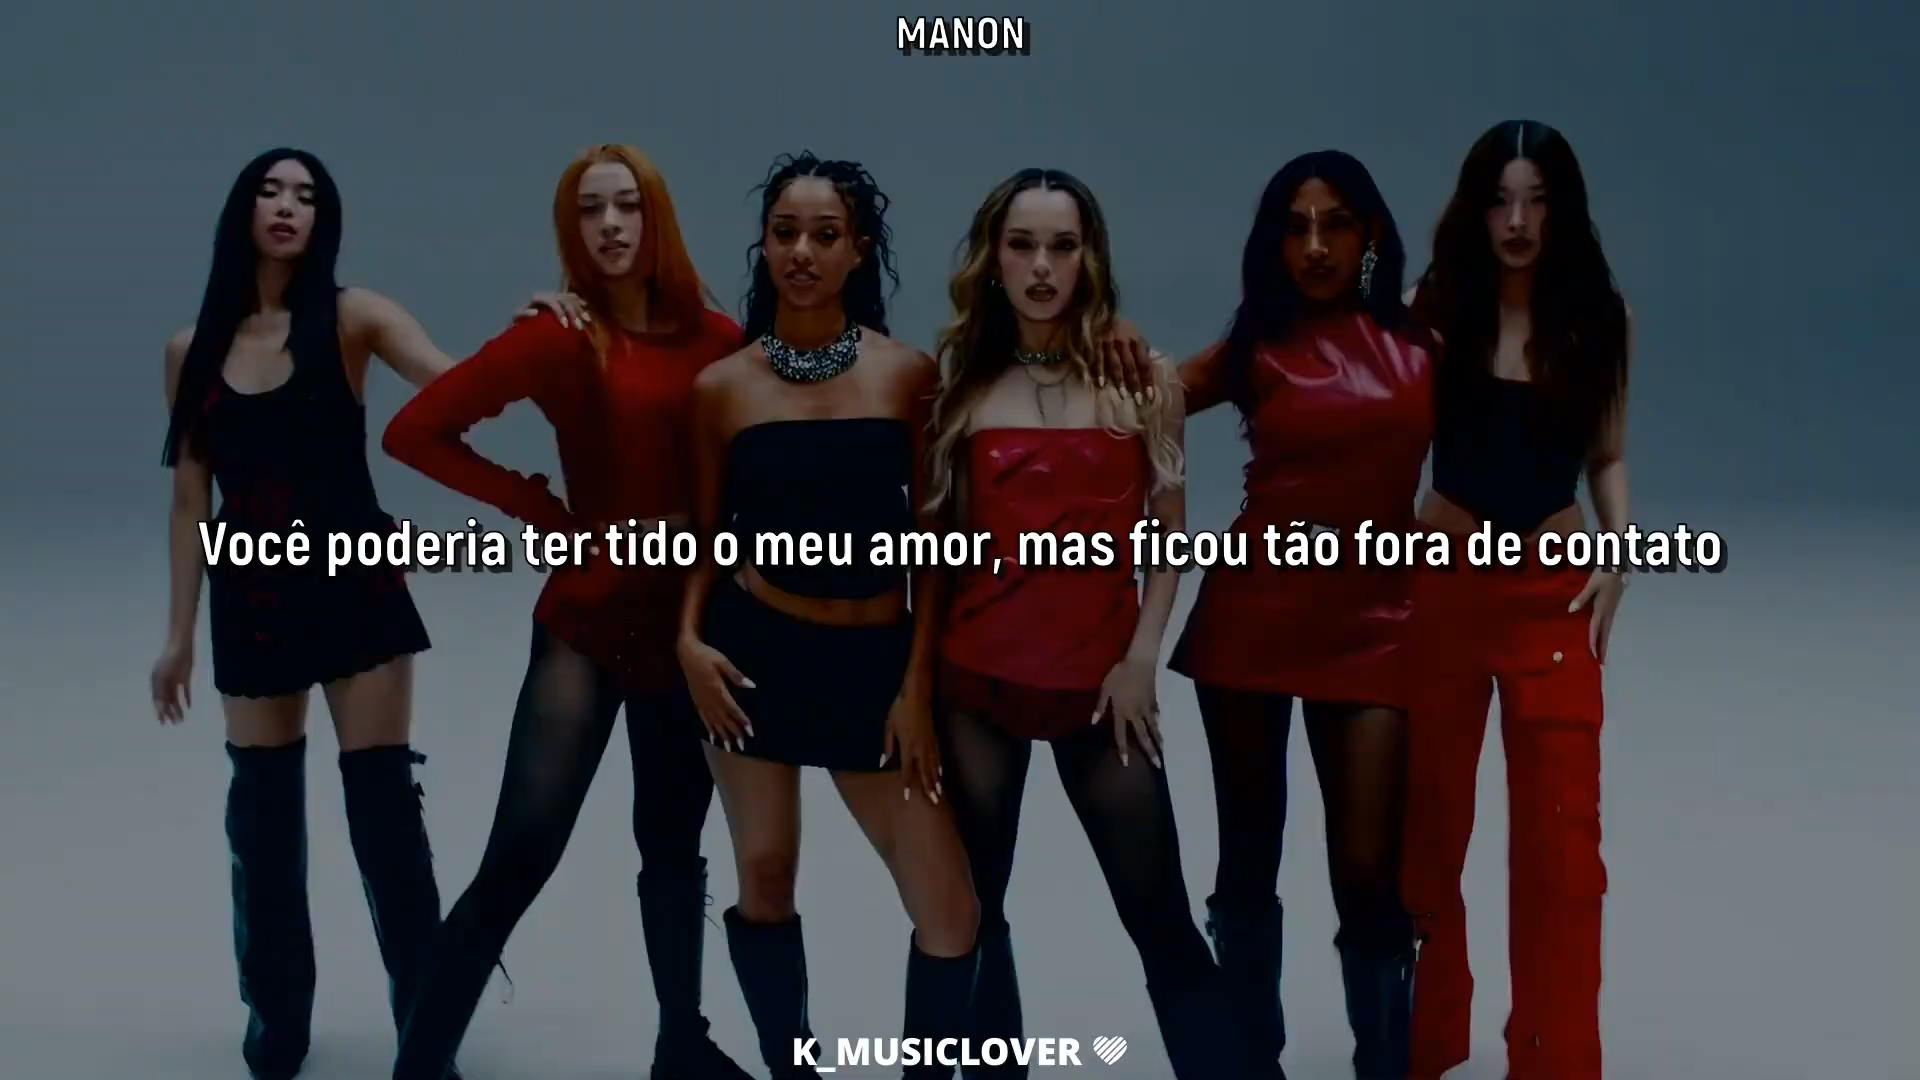 MANON
Você poderia ter tido o meu amor, mas ficou tão fora de contato
K_MUSICLOVER